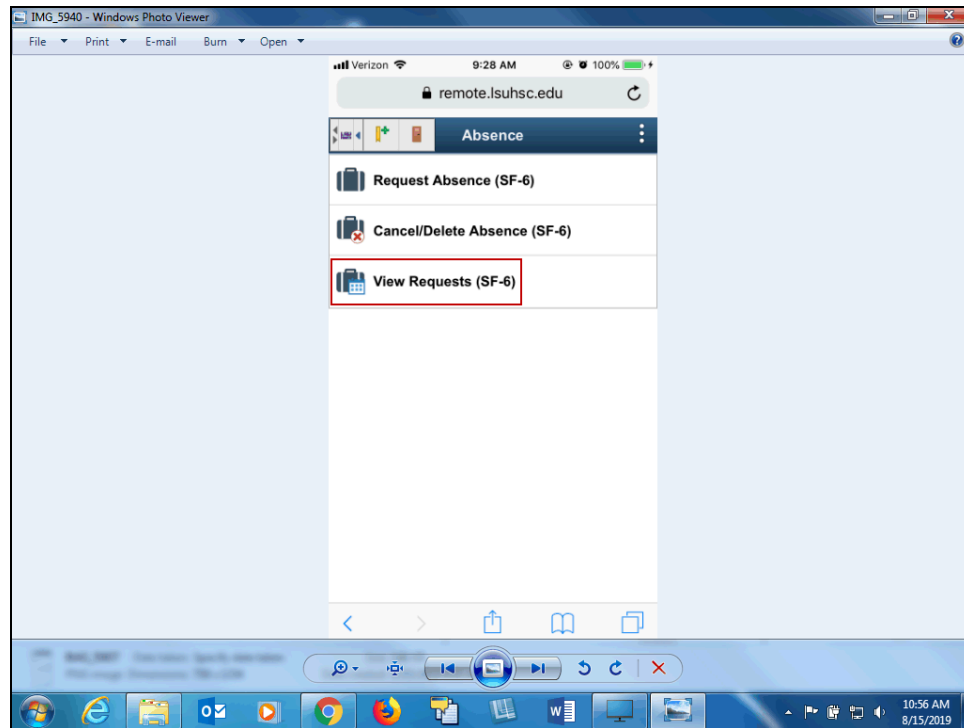 IMG_5940 - Windows Photo Viewer
File Print E-mail Burn Open
Verizon 9:28 AM 100%
remote.lsuhsc.edu
Absence
Request Absence (SF-6)
Cancel/Delete Absence (SF-6)
View Requests (SF-6)
10:56 AM
8/15/2019